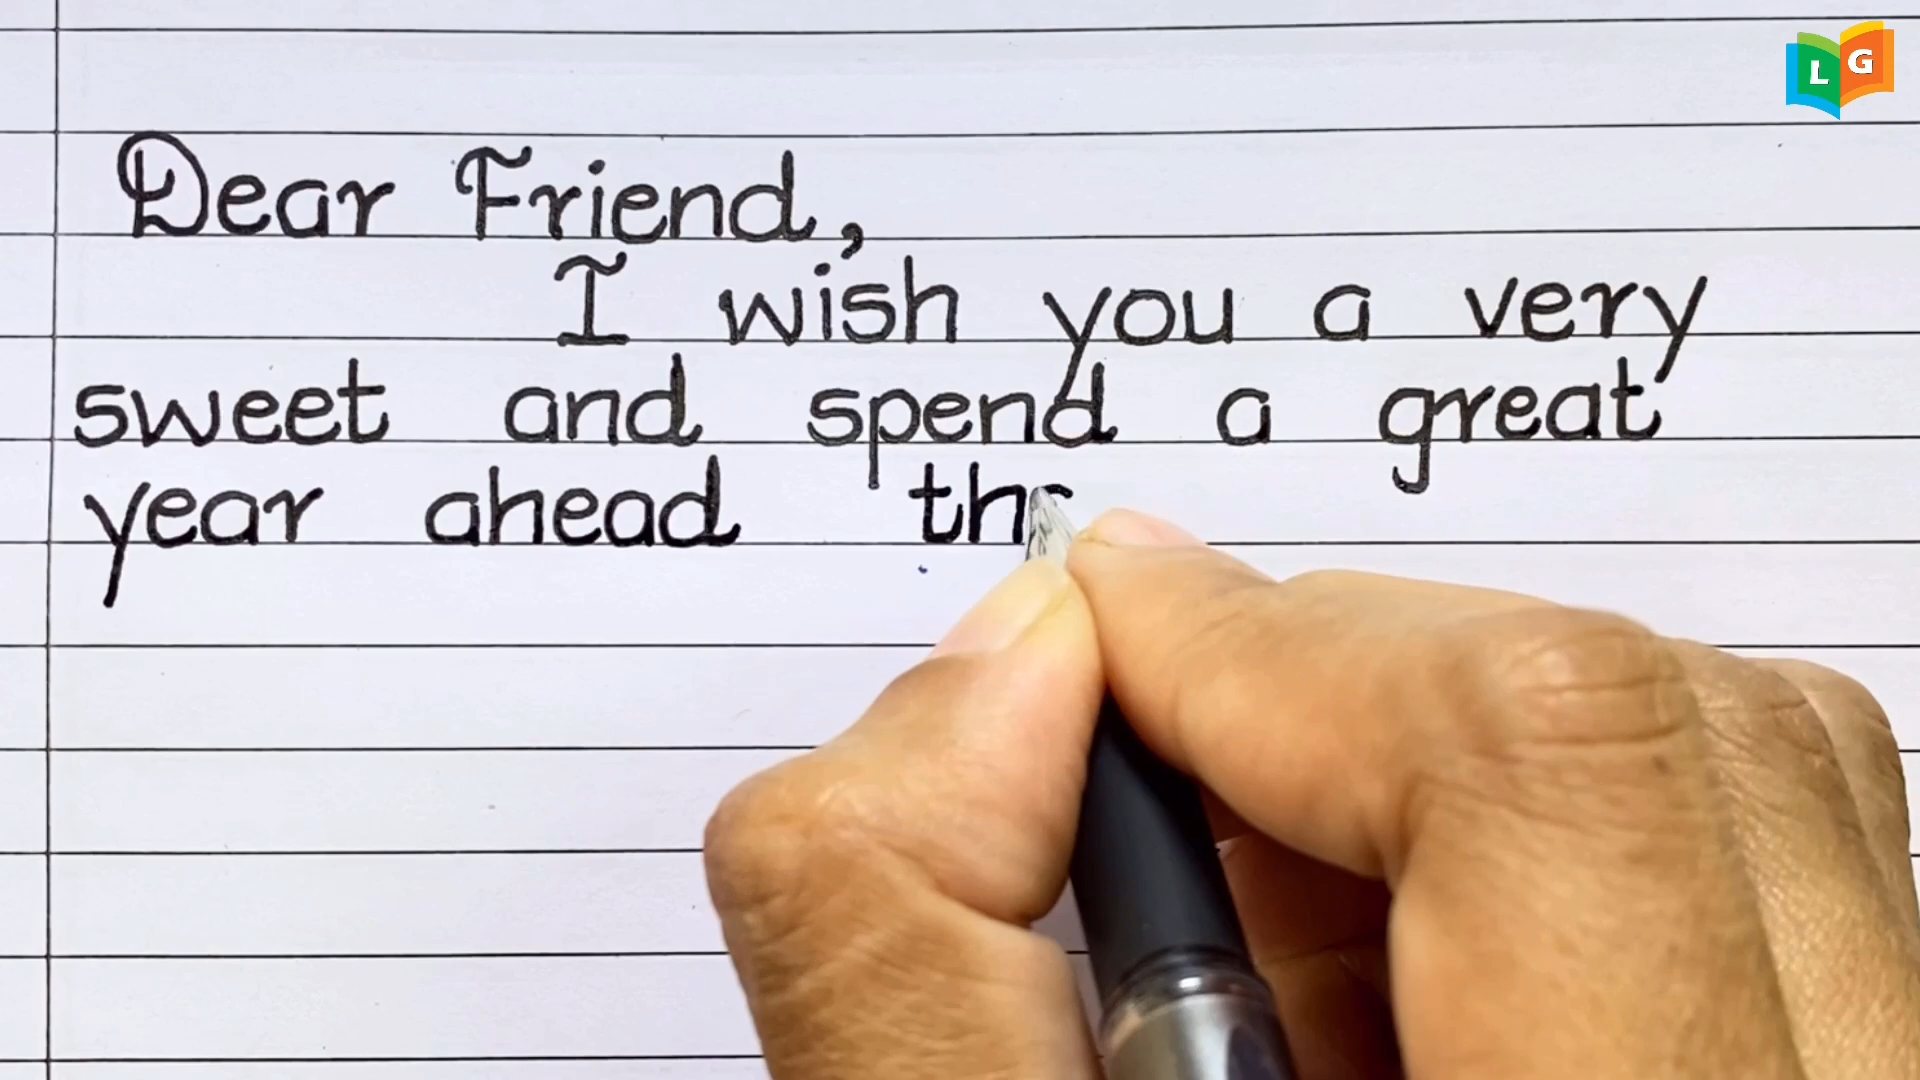 L G
Dear Friend,
I wish you a very
sweet and spend a great
year ahead